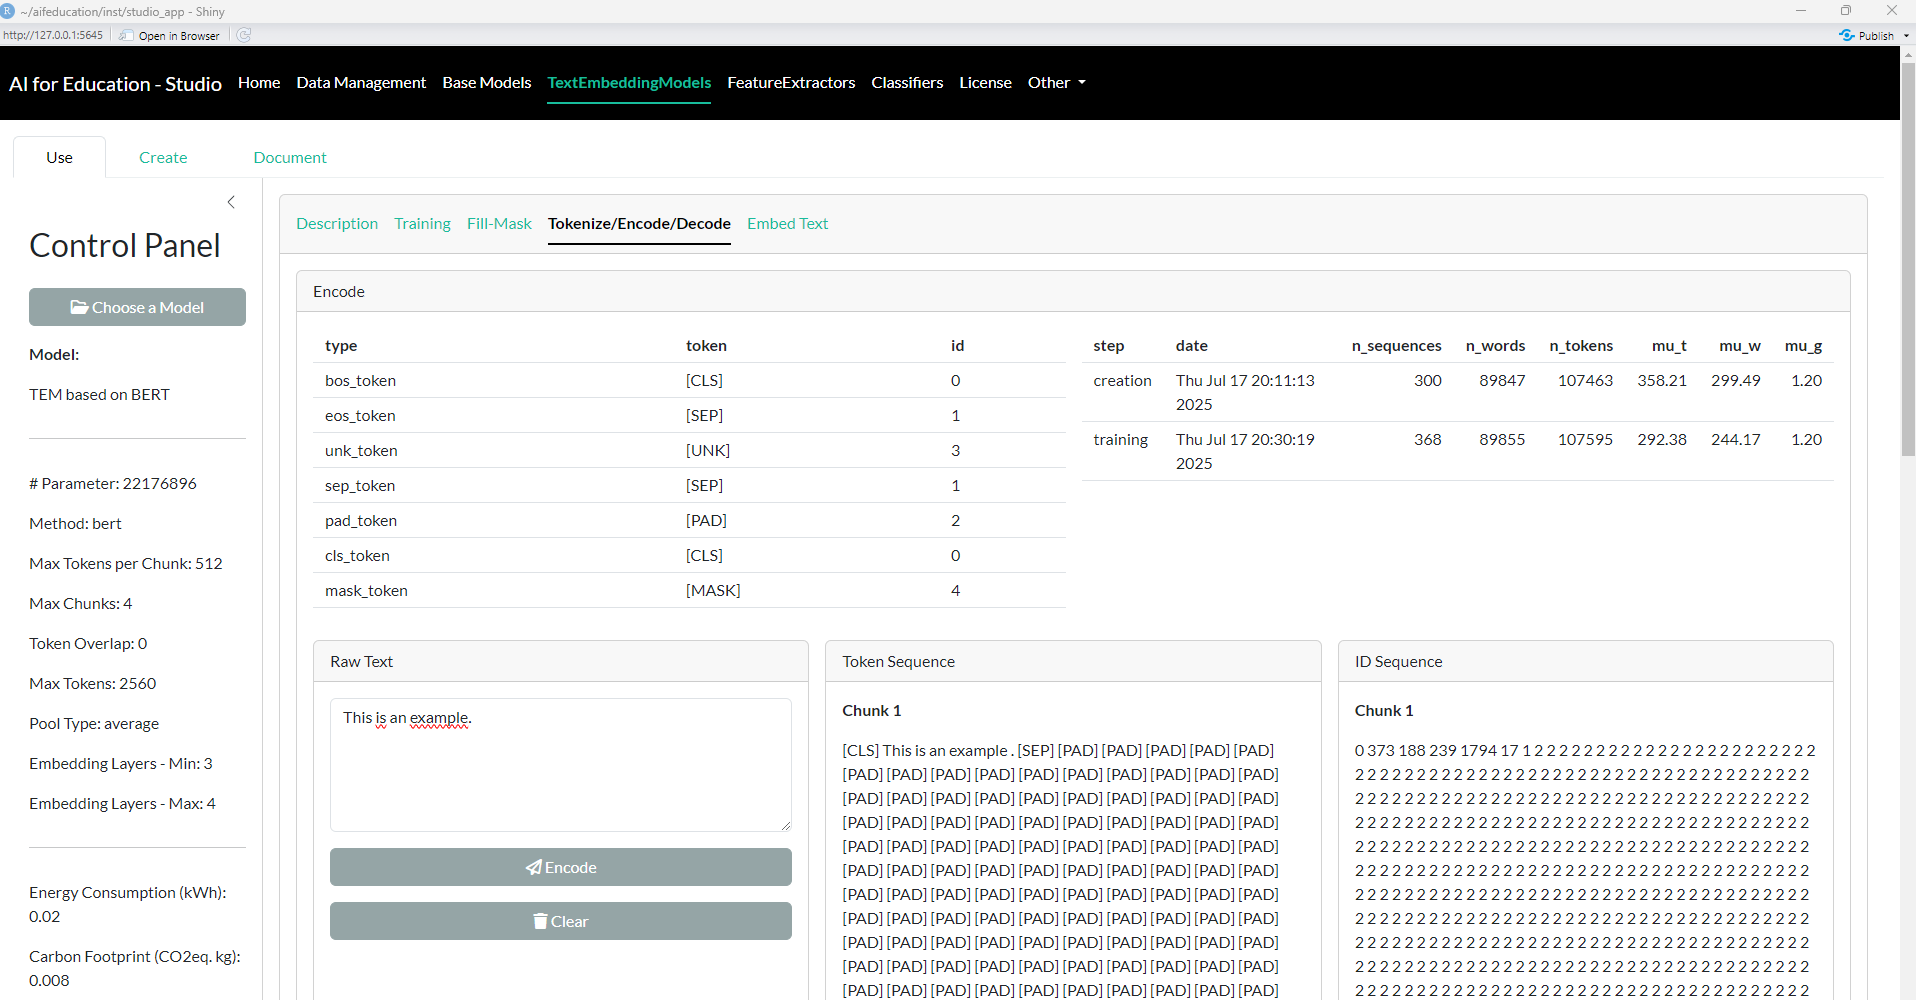 ~/aifeducation/inst/studio_app - Shiny
http://127.0.0.1:5645 Open in Browser Publish
AI for Education - Studio Home Data Management Base Models TextEmbeddingModels FeatureExtractors Classifiers License Other
Use Create Document
Control Panel
Choose a Model
Model:
TEM based on BERT
# Parameter: 22176896
Method: bert
Max Tokens per Chunk: 512
Max Chunks: 4
Token Overlap: 0
Max Tokens: 2560
Pool Type: average
Embedding Layers - Min: 3
Embedding Layers - Max: 4
Energy Consumption (kWh):
0.02
Carbon Footprint (CO2eq. kg):
0.008
Description Training Fill-Mask Tokenize/Encode/Decode Embed Text
Encode
type token id
bos_token [CLS] 0
eos_token [SEP] 1
unk_token [UNK] 3
sep_token [SEP] 1
pad_token [PAD] 2
cls_token [CLS] 0
mask_token [MASK] 4
step date n_sequences n_words n_tokens mu_t mu_w mu_g
creation Thu Jul 17 20:11:13 300 89847 107463 358.21 299.49 1.20
2025
training Thu Jul 17 20:30:19 368 89855 107595 292.38 244.17 1.20
2025
Raw Text
This is an example.
Encode
Clear
Token Sequence
Chunk 1
[CLS] This is an example . [SEP] [PAD] [PAD] [PAD] [PAD] [PAD]
[PAD] [PAD] [PAD] [PAD] [PAD] [PAD] [PAD] [PAD] [PAD] [PAD]
[PAD] [PAD] [PAD] [PAD] [PAD] [PAD] [PAD] [PAD] [PAD] [PAD]
[PAD] [PAD] [PAD] [PAD] [PAD] [PAD] [PAD] [PAD] [PAD] [PAD]
[PAD] [PAD] [PAD] [PAD] [PAD] [PAD] [PAD] [PAD] [PAD] [PAD]
[PAD] [PAD] [PAD] [PAD] [PAD] [PAD] [PAD] [PAD] [PAD] [PAD]
[PAD] [PAD] [PAD] [PAD] [PAD] [PAD] [PAD] [PAD] [PAD] [PAD]
[PAD] [PAD] [PAD] [PAD] [PAD] [PAD] [PAD] [PAD] [PAD] [PAD]
[PAD] [PAD] [PAD] [PAD] [PAD] [PAD] [PAD] [PAD] [PAD] [PAD]
[PAD] [PAD] [PAD] [PAD] [PAD] [PAD] [PAD] [PAD] [PAD] [PAD]
[PAD] [PAD] [PAD] [PAD] [PAD] [PAD] [PAD] [PAD] [PAD] [PAD]
ID Sequence
Chunk 1
0 373 188 239 1794 17 1 2 2 2 2 2 2 2 2 2 2 2 2 2 2 2 2 2 2 2 2 2 2 2
2 2 2 2 2 2 2 2 2 2 2 2 2 2 2 2 2 2 2 2 2 2 2 2 2 2 2 2 2 2 2 2 2 2 2 2 2
2 2 2 2 2 2 2 2 2 2 2 2 2 2 2 2 2 2 2 2 2 2 2 2 2 2 2 2 2 2 2 2 2 2 2 2 2
2 2 2 2 2 2 2 2 2 2 2 2 2 2 2 2 2 2 2 2 2 2 2 2 2 2 2 2 2 2 2 2 2 2 2 2 2
2 2 2 2 2 2 2 2 2 2 2 2 2 2 2 2 2 2 2 2 2 2 2 2 2 2 2 2 2 2 2 2 2 2 2 2 2
2 2 2 2 2 2 2 2 2 2 2 2 2 2 2 2 2 2 2 2 2 2 2 2 2 2 2 2 2 2 2 2 2 2 2 2 2
2 2 2 2 2 2 2 2 2 2 2 2 2 2 2 2 2 2 2 2 2 2 2 2 2 2 2 2 2 2 2 2 2 2 2 2 2
2 2 2 2 2 2 2 2 2 2 2 2 2 2 2 2 2 2 2 2 2 2 2 2 2 2 2 2 2 2 2 2 2 2 2 2 2
2 2 2 2 2 2 2 2 2 2 2 2 2 2 2 2 2 2 2 2 2 2 2 2 2 2 2 2 2 2 2 2 2 2 2 2 2
2 2 2 2 2 2 2 2 2 2 2 2 2 2 2 2 2 2 2 2 2 2 2 2 2 2 2 2 2 2 2 2 2 2 2 2 2
2 2 2 2 2 2 2 2 2 2 2 2 2 2 2 2 2 2 2 2 2 2 2 2 2 2 2 2 2 2 2 2 2 2 2 2 2